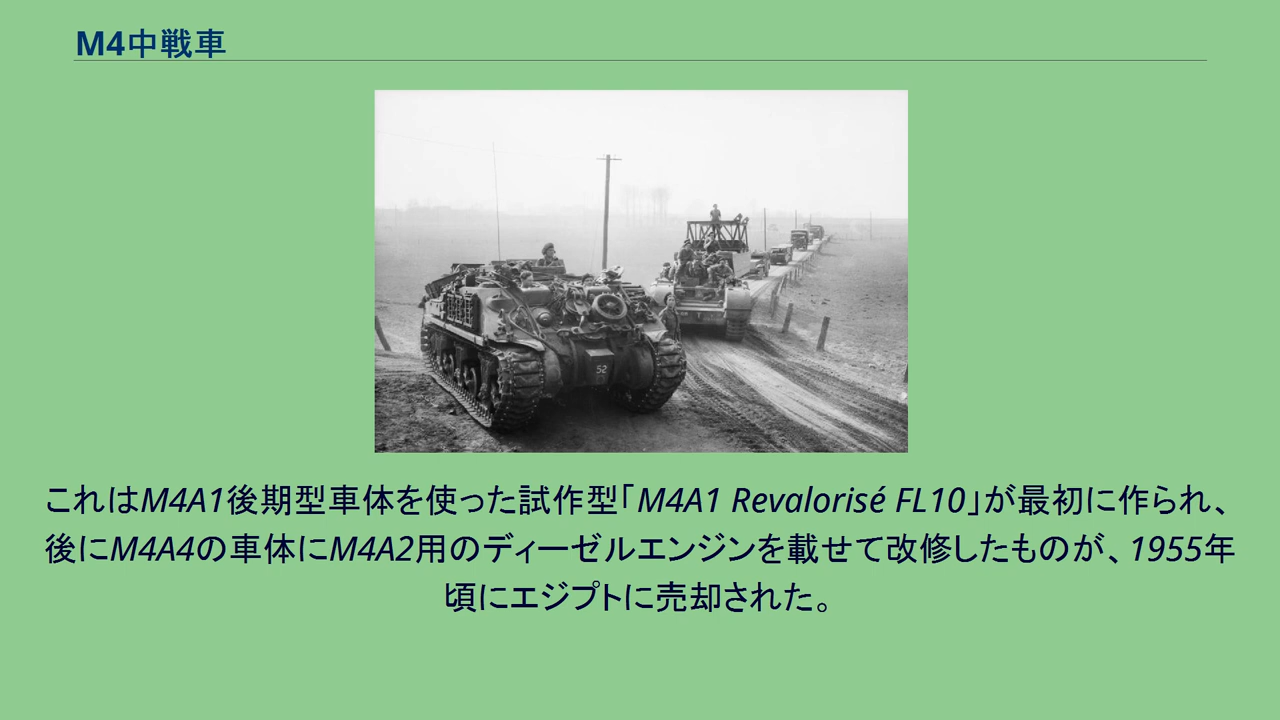 M4中戦車
52
これはM4A1後期型車体を使った試作型「M4A1 Revalorisé FL10」が最初に作られ、
後にM4A4の車体にM4A2用のディーゼルエンジンを載せて改修したものが、1955年
頃にエジプトに売却された。